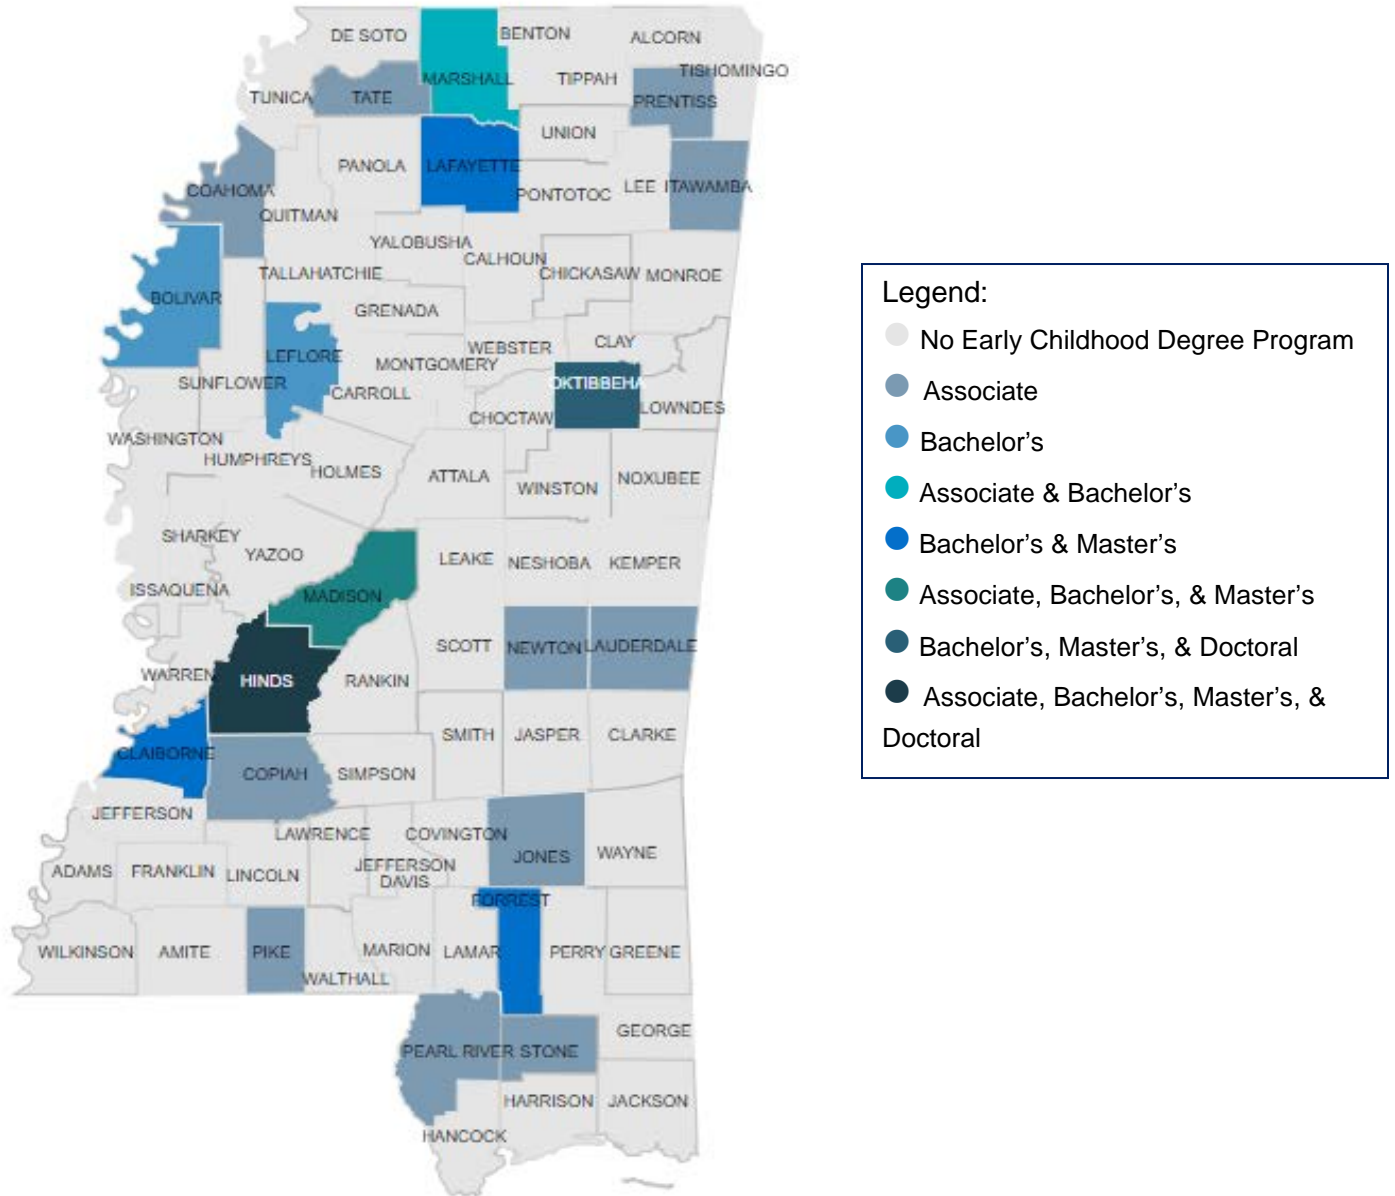 DE SOTO
BENTON
ALCORN
MARSHALL
TIPPAH
TISHOMINGO
TUNICA
TATE
PRENTISS
UNION
PANOLA
LAFAYETTE
COAHOMA
PONTOTOC
LEE
ITAWAMBA
QUITMAN
YALOBUSHA
CALHOUN
TALLAHATCHIE
CHICKASAW
MONROE
BOLIVAR
GRENADA
CLAY
WEBSTER
LEFLORE
MONTGOMERY
SUNFLOWER
CARROLL
OKTIBBEHA
CHOCTAW
LOWNDES
WASHINGTON
HUMPHREYS
HOLMES
ATTALA
WINSTON
NOXUBEE
SHARKEY
YAZOO
LEAKE
NESHOBA
KEMPER
ISSAQUENA
MADISON
SCOTT
NEWTON
LAUDERDALE
WARREN
HINDS
RANKIN
SMITH
JASPER
CLARKE
CLAIBORNE
COPIAH
SIMPSON
JEFFERSON
LAWRENCE
COVINGTON
JONES
WAYNE
ADAMS
FRANKLIN
LINCOLN
JEFFERSON
DAVIS
FORREST
WILKINSON
AMITE
PIKE
MARION
LAMAR
PERRY
GREENE
WALTHALL
GEORGE
PEARL RIVER
STONE
HARRISON
JACKSON
HANCOCK
Legend:
No Early Childhood Degree Program
Associate
Bachelor's
Associate & Bachelor's
Bachelor's & Master's
Associate, Bachelor's, & Master's
Bachelor's, Master's, & Doctoral
Associate, Bachelor's, Master's, &
Doctoral